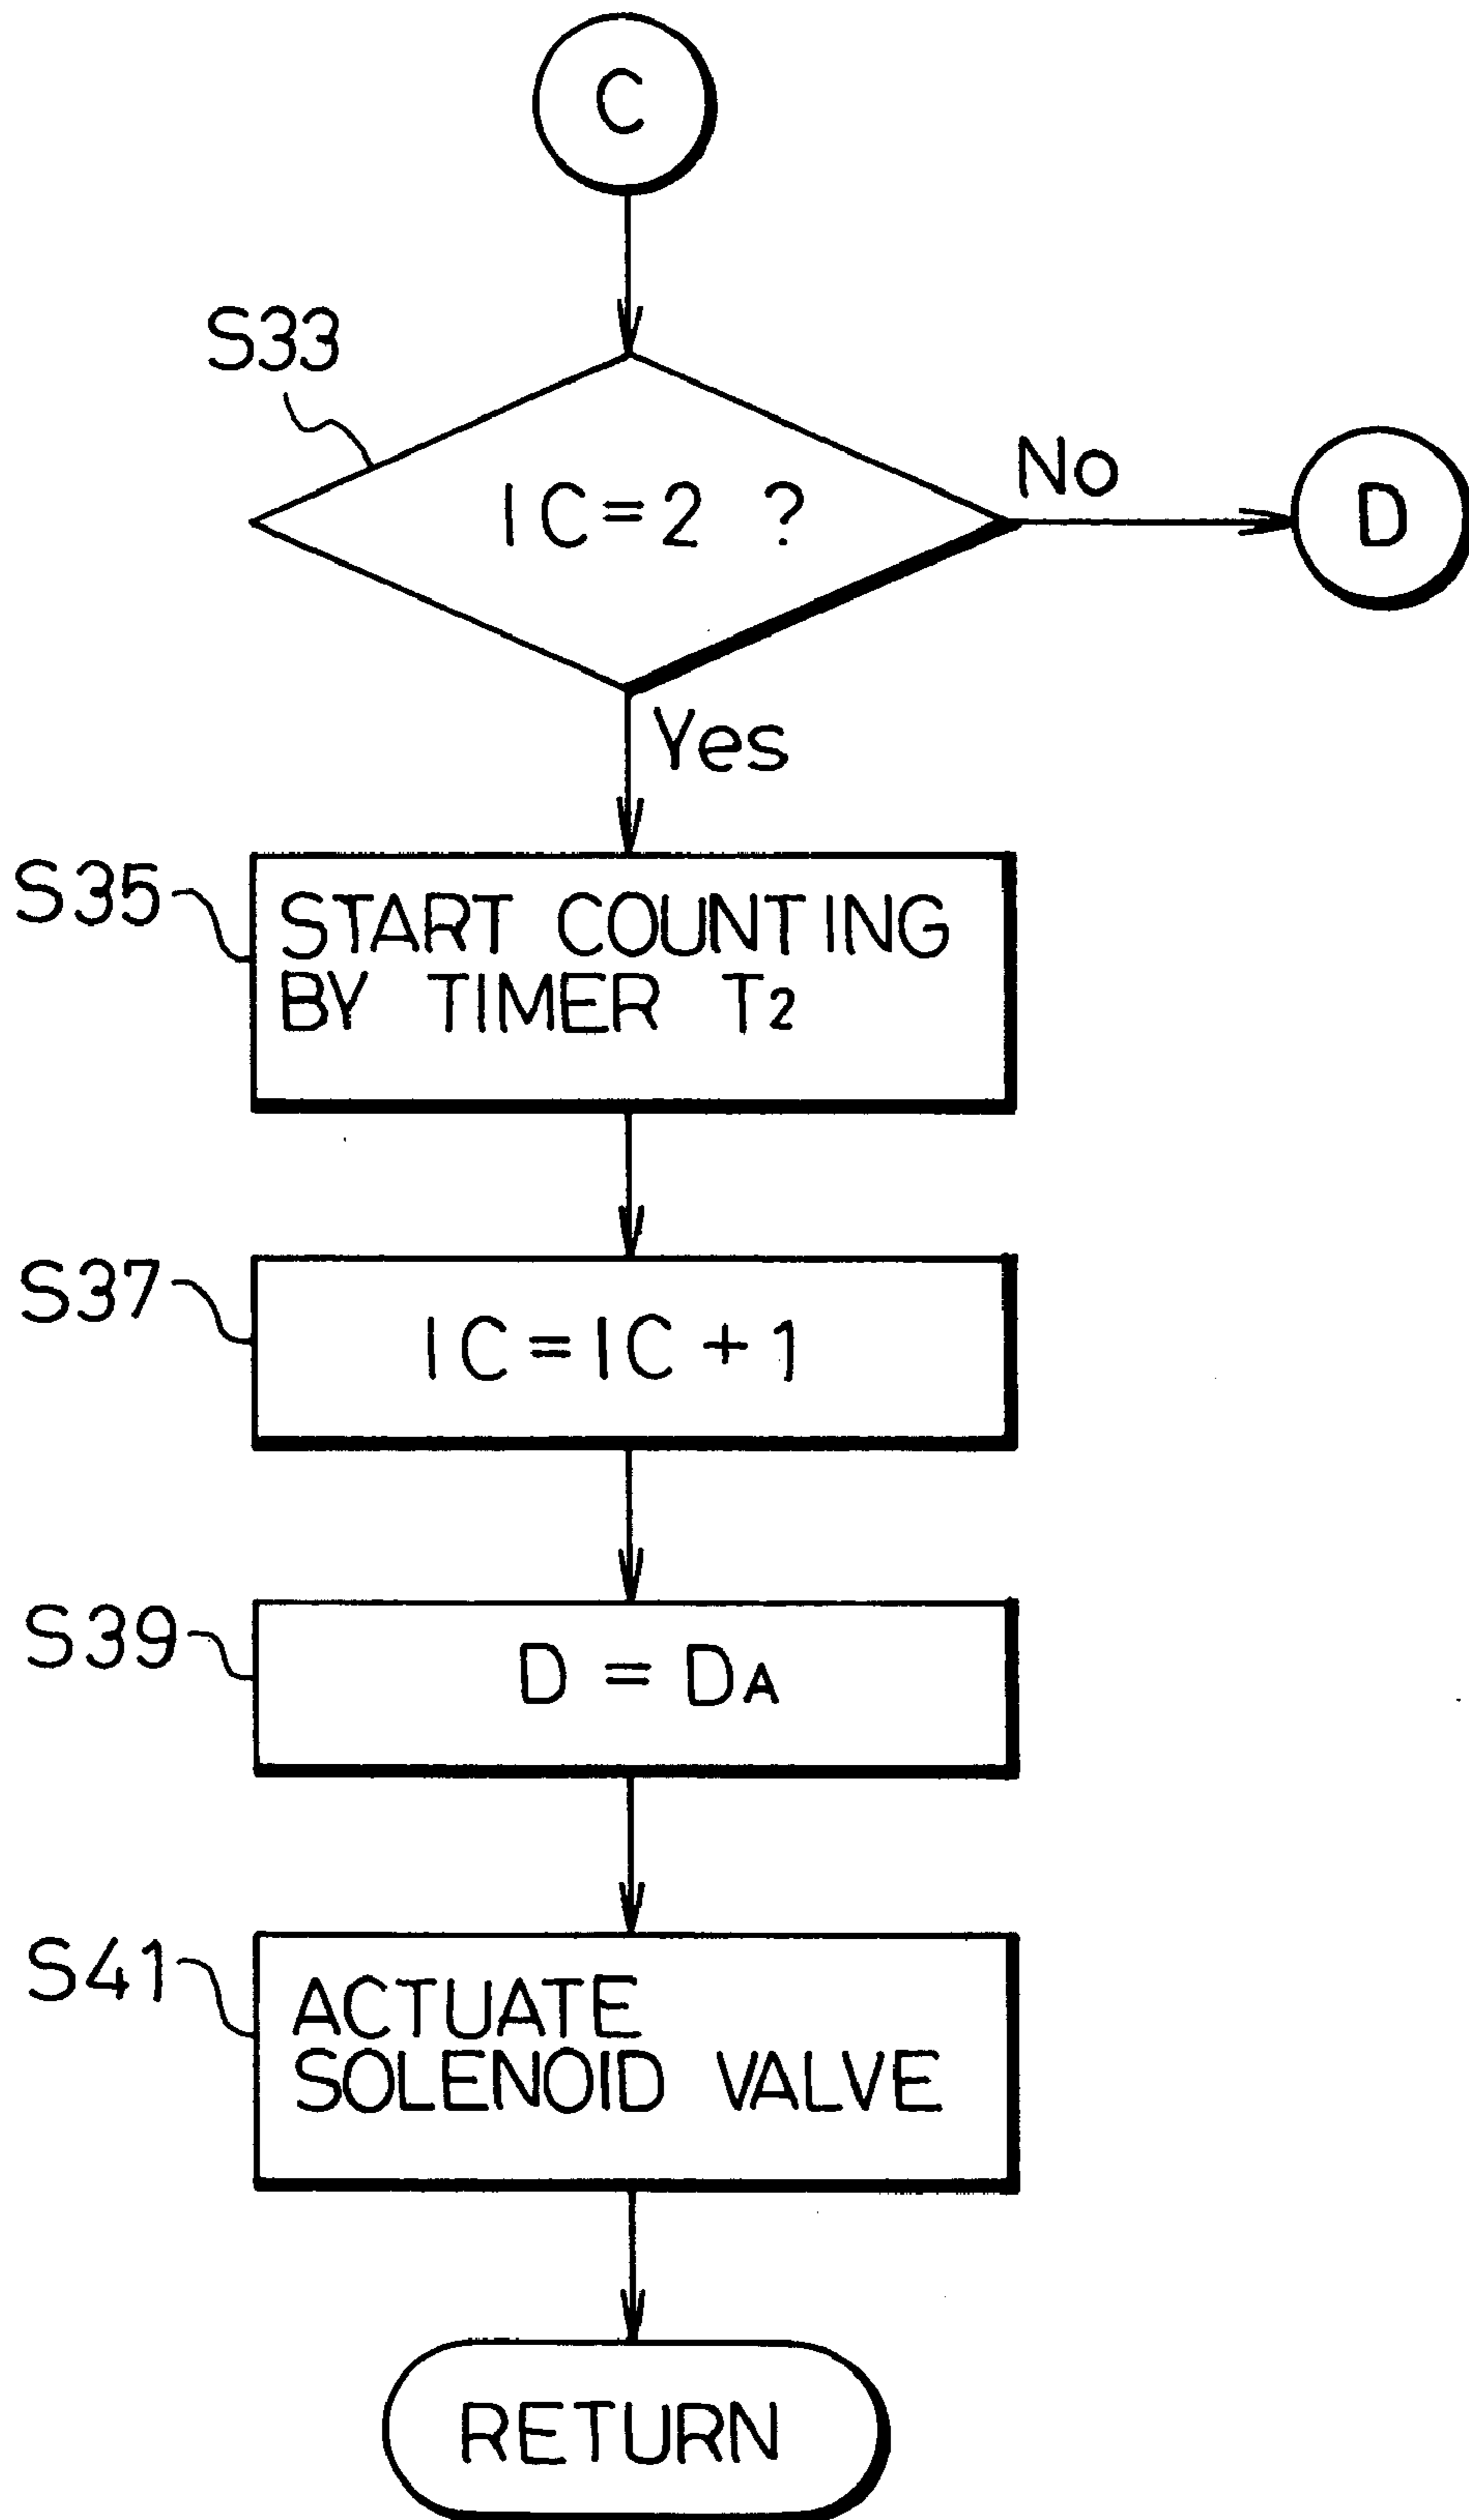 C
S33
IC=2 ?
No
D
Yes
S35
START COUNTING
BY TIMER T2
S37
IC=IC+1
S39
D = DA
S41
ACTUATE
SOLENOID VALVE
RETURN